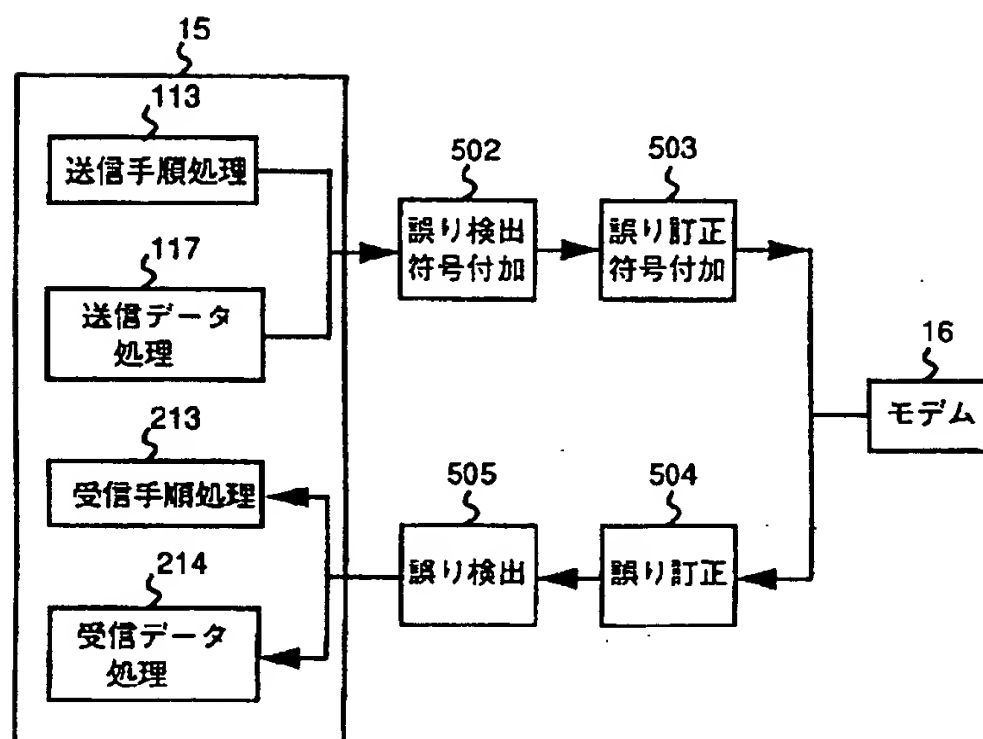 15
113
送信手順処理
117
送信データ
処理
213
受信手順処理
214
受信データ
処理
502
誤り検出
符号付加
503
誤り訂正
符号付加
16
モデム
505
誤り検出
504
誤り訂正